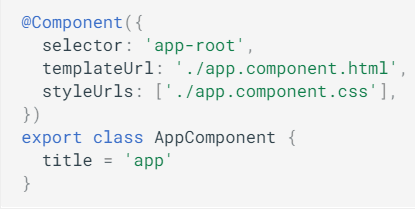 @Component({
  selector: 'app-root',
  templateUrl: './app.component.html',
  styleUrls: ['./app.component.css'],
})
export class AppComponent {
  title = 'app'
}